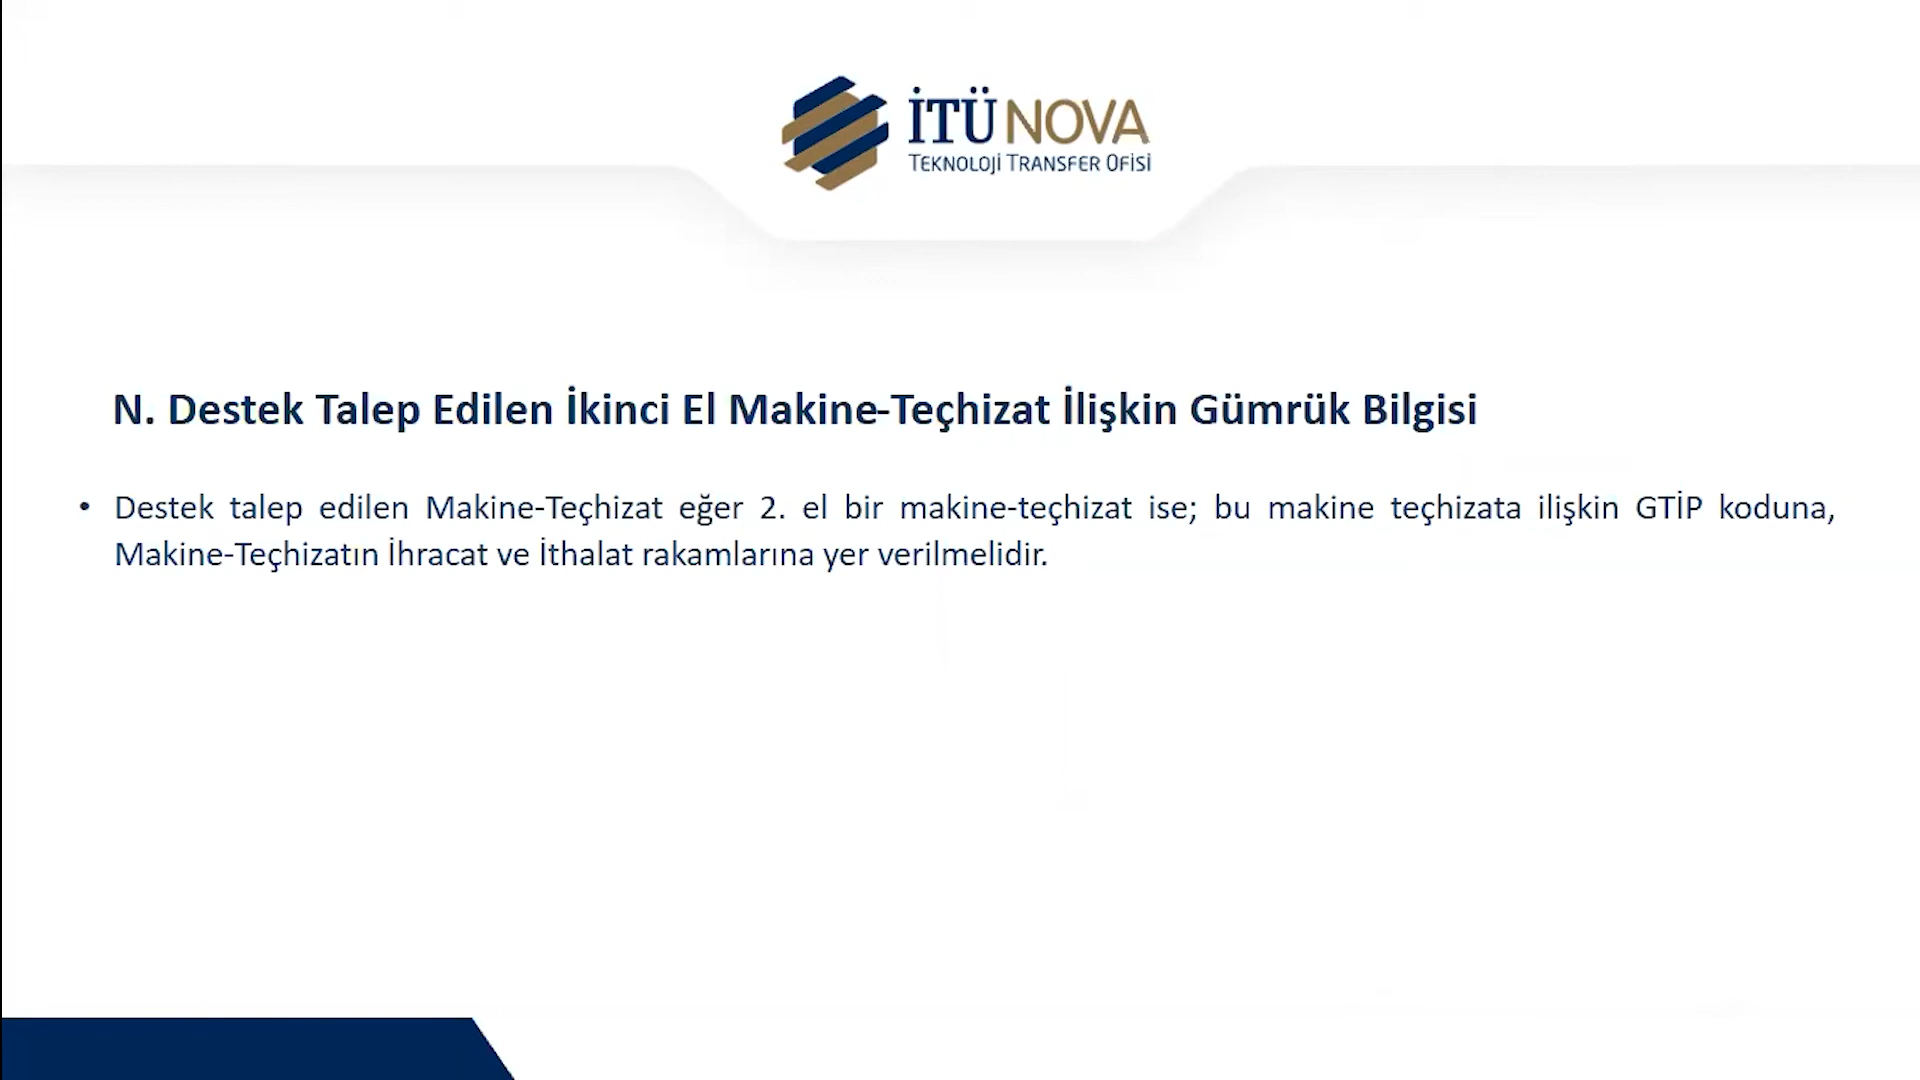 İTÜ NOVA
TEKNOLOJİ TRANSFER OFİSİ
N. Destek Talep Edilen İkinci El Makine-Teçhizat İlişkin Gümrük Bilgisi
• Destek talep edilen Makine-Teçhizat eğer 2. el bir makine-teçhizat ise; bu makine teçhizata ilişkin GTİP koduna,
Makine-Teçhizatın İhracat ve İthalat rakamlarına yer verilmelidir.